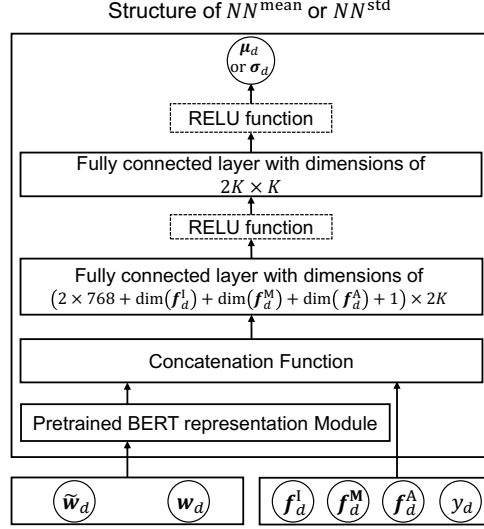 Structure of NN^mean or NN^std
μ_d
or σ_d
RELU function
Fully connected layer with dimensions of
2K × K
RELU function
Fully connected layer with dimensions of
(2 × 768 + dim(f_d^I) + dim(f_d^M) + dim( f_d^A) + 1) × 2K
Concatenation Function
Pretrained BERT representation Module
w̃_d w_d f_d^I f_d^M f_d^A y_d